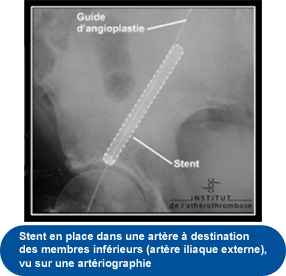 Guide
d'angioplastie
Stent
INSTITUT
de l'athérothrombose
Stent en place dans une artère à destination
des membres inférieurs (artère iliaque externe),
vu sur une artériographie